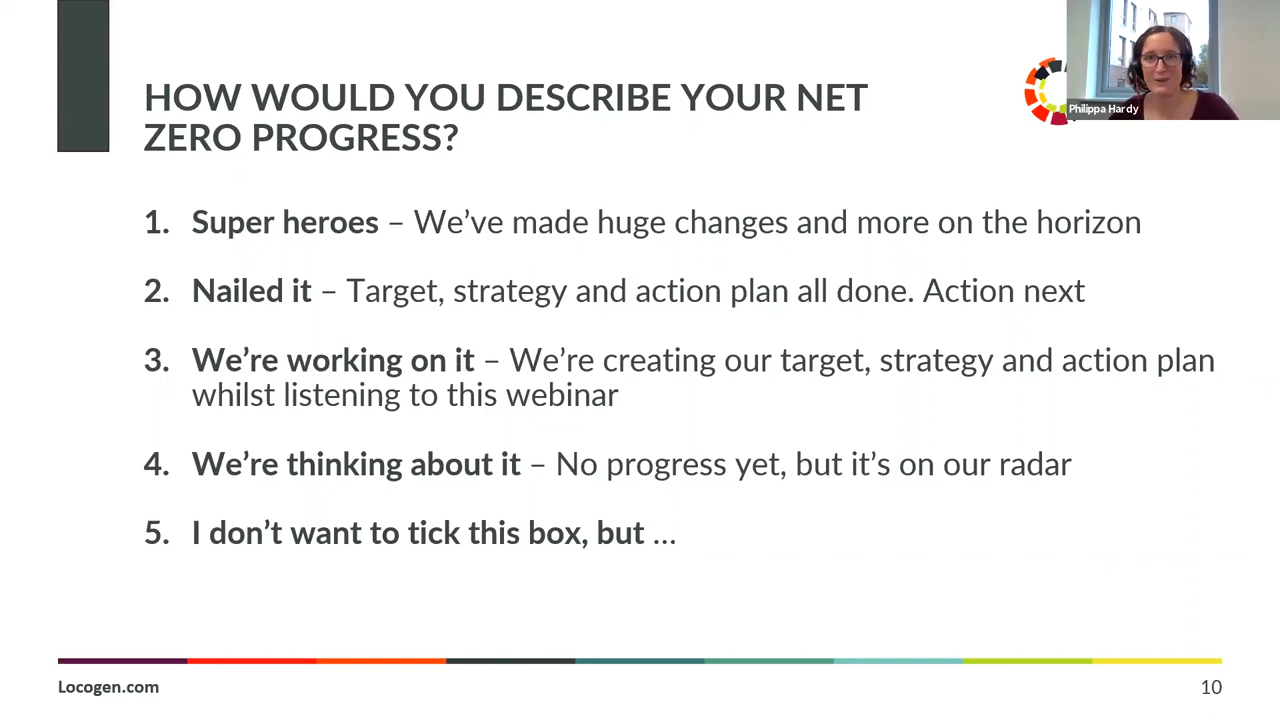 HOW WOULD YOU DESCRIBE YOUR NET
ZERO PROGRESS?
Philippa Hardy
1. Super heroes – We’ve made huge changes and more on the horizon
2. Nailed it – Target, strategy and action plan all done. Action next
3. We’re working on it – We’re creating our target, strategy and action plan
whilst listening to this webinar
4. We’re thinking about it – No progress yet, but it’s on our radar
5. I don’t want to tick this box, but ...
Locogen.com
10